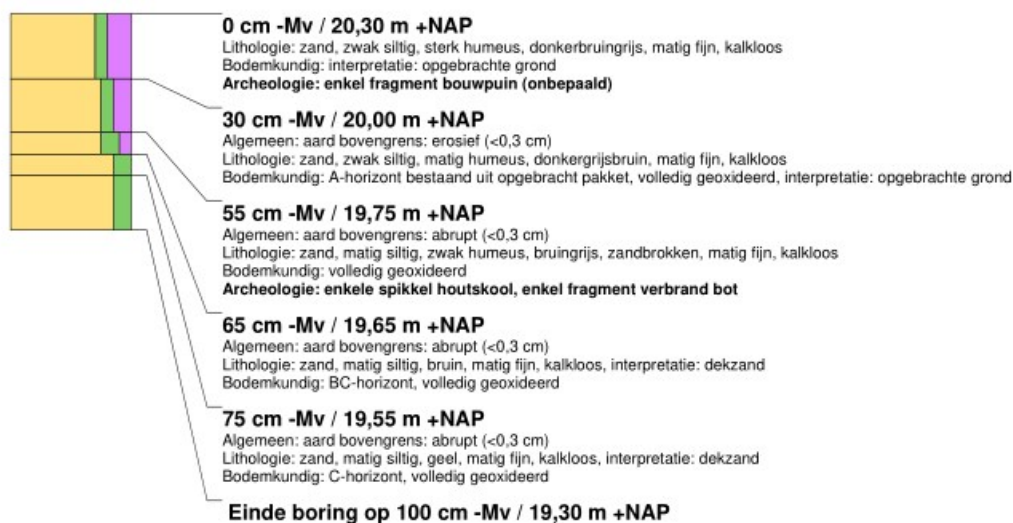 0 cm -Mv / 20,30 m +NAP
Lithologie: zand, zwak siltig, sterk humeus, donkerbruingrijs, matig fijn, kalkloos
Bodemkundig: interpretatie: opgebrachte grond
Archeologie: enkel fragment bouwpuin (onbepaald)
30 cm -Mv / 20,00 m +NAP
Algemeen: aard bovengrens: erosief (<0,3 cm)
Lithologie: zand, zwak siltig, matig humeus, donkergrijsbruin, matig fijn, kalkloos
Bodemkundig: A-horizont bestaand uit opgebracht pakket, volledig geoxideerd, interpretatie: opgebrachte grond
55 cm -Mv / 19,75 m +NAP
Algemeen: aard bovengrens: abrupt (<0,3 cm)
Lithologie: zand, matig siltig, zwak humeus, bruingrijs, zandbrokken, matig fijn, kalkloos
Bodemkundig: volledig geoxideerd
Archeologie: enkele spikkel houtskool, enkel fragment verbrand bot
65 cm -Mv / 19,65 m +NAP
Algemeen: aard bovengrens: abrupt (<0,3 cm)
Lithologie: zand, matig siltig, bruin, matig fijn, kalkloos, interpretatie: dekzand
Bodemkundig: BC-horizont, volledig geoxideerd
75 cm -Mv / 19,55 m +NAP
Algemeen: aard bovengrens: abrupt (<0,3 cm)
Lithologie: zand, matig siltig, geel, matig fijn, kalkloos, interpretatie: dekzand
Bodemkundig: C-horizont, volledig geoxideerd
Einde boring op 100 cm -Mv / 19,30 m +NAP